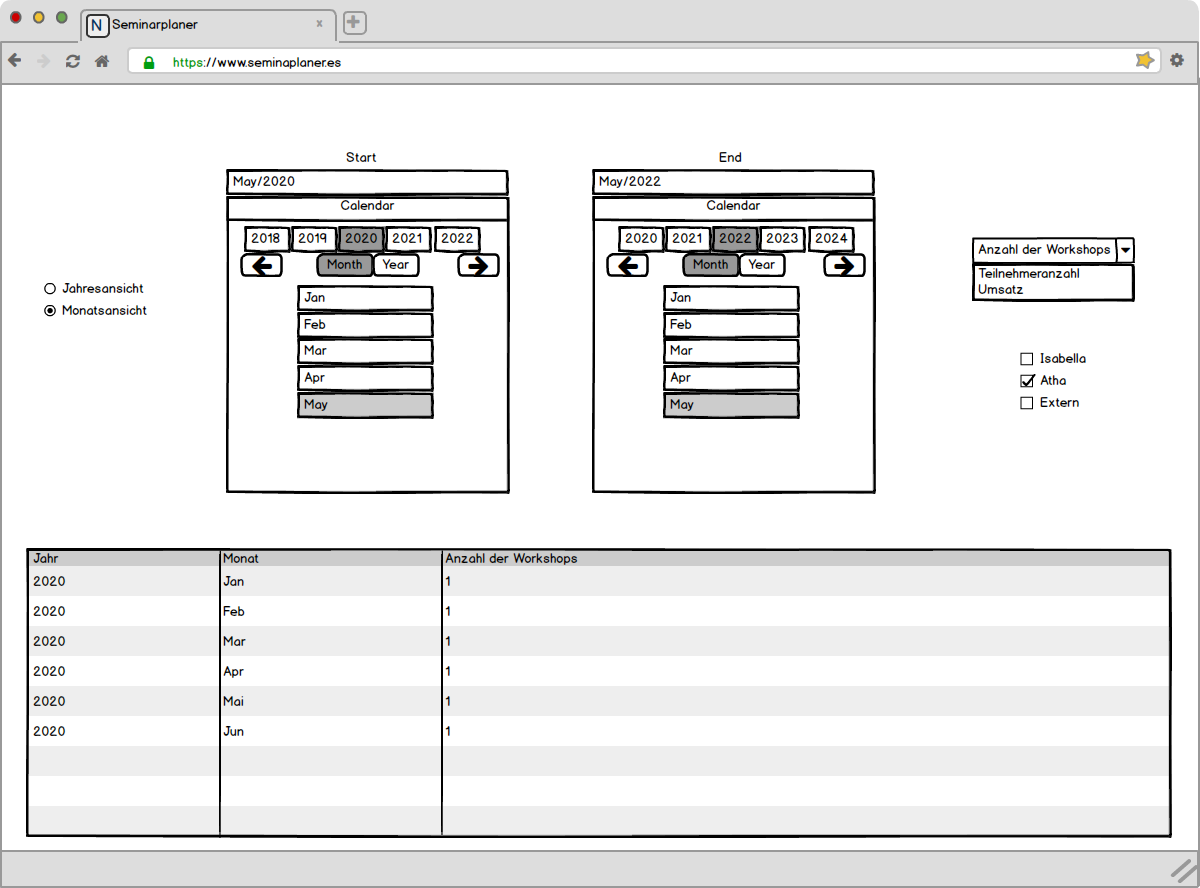 N Seminarplaner x
https://www.seminaplaner.es
Start
May/2020
Calendar
2018 2019 2020 2021 2022
Month Year
Jan
Feb
Mar
Apr
May
End
May/2022
Calendar
2020 2021 2022 2023 2024
Month Year
Jan
Feb
Mar
Apr
May
Jahresansicht
Monatsansicht
Anzahl der Workshops
Teilnehmeranzahl
Umsatz
Isabella
Atha
Extern
Jahr Monat Anzahl der Workshops
2020 Jan 1
2020 Feb 1
2020 Mar 1
2020 Apr 1
2020 Mai 1
2020 Jun 1